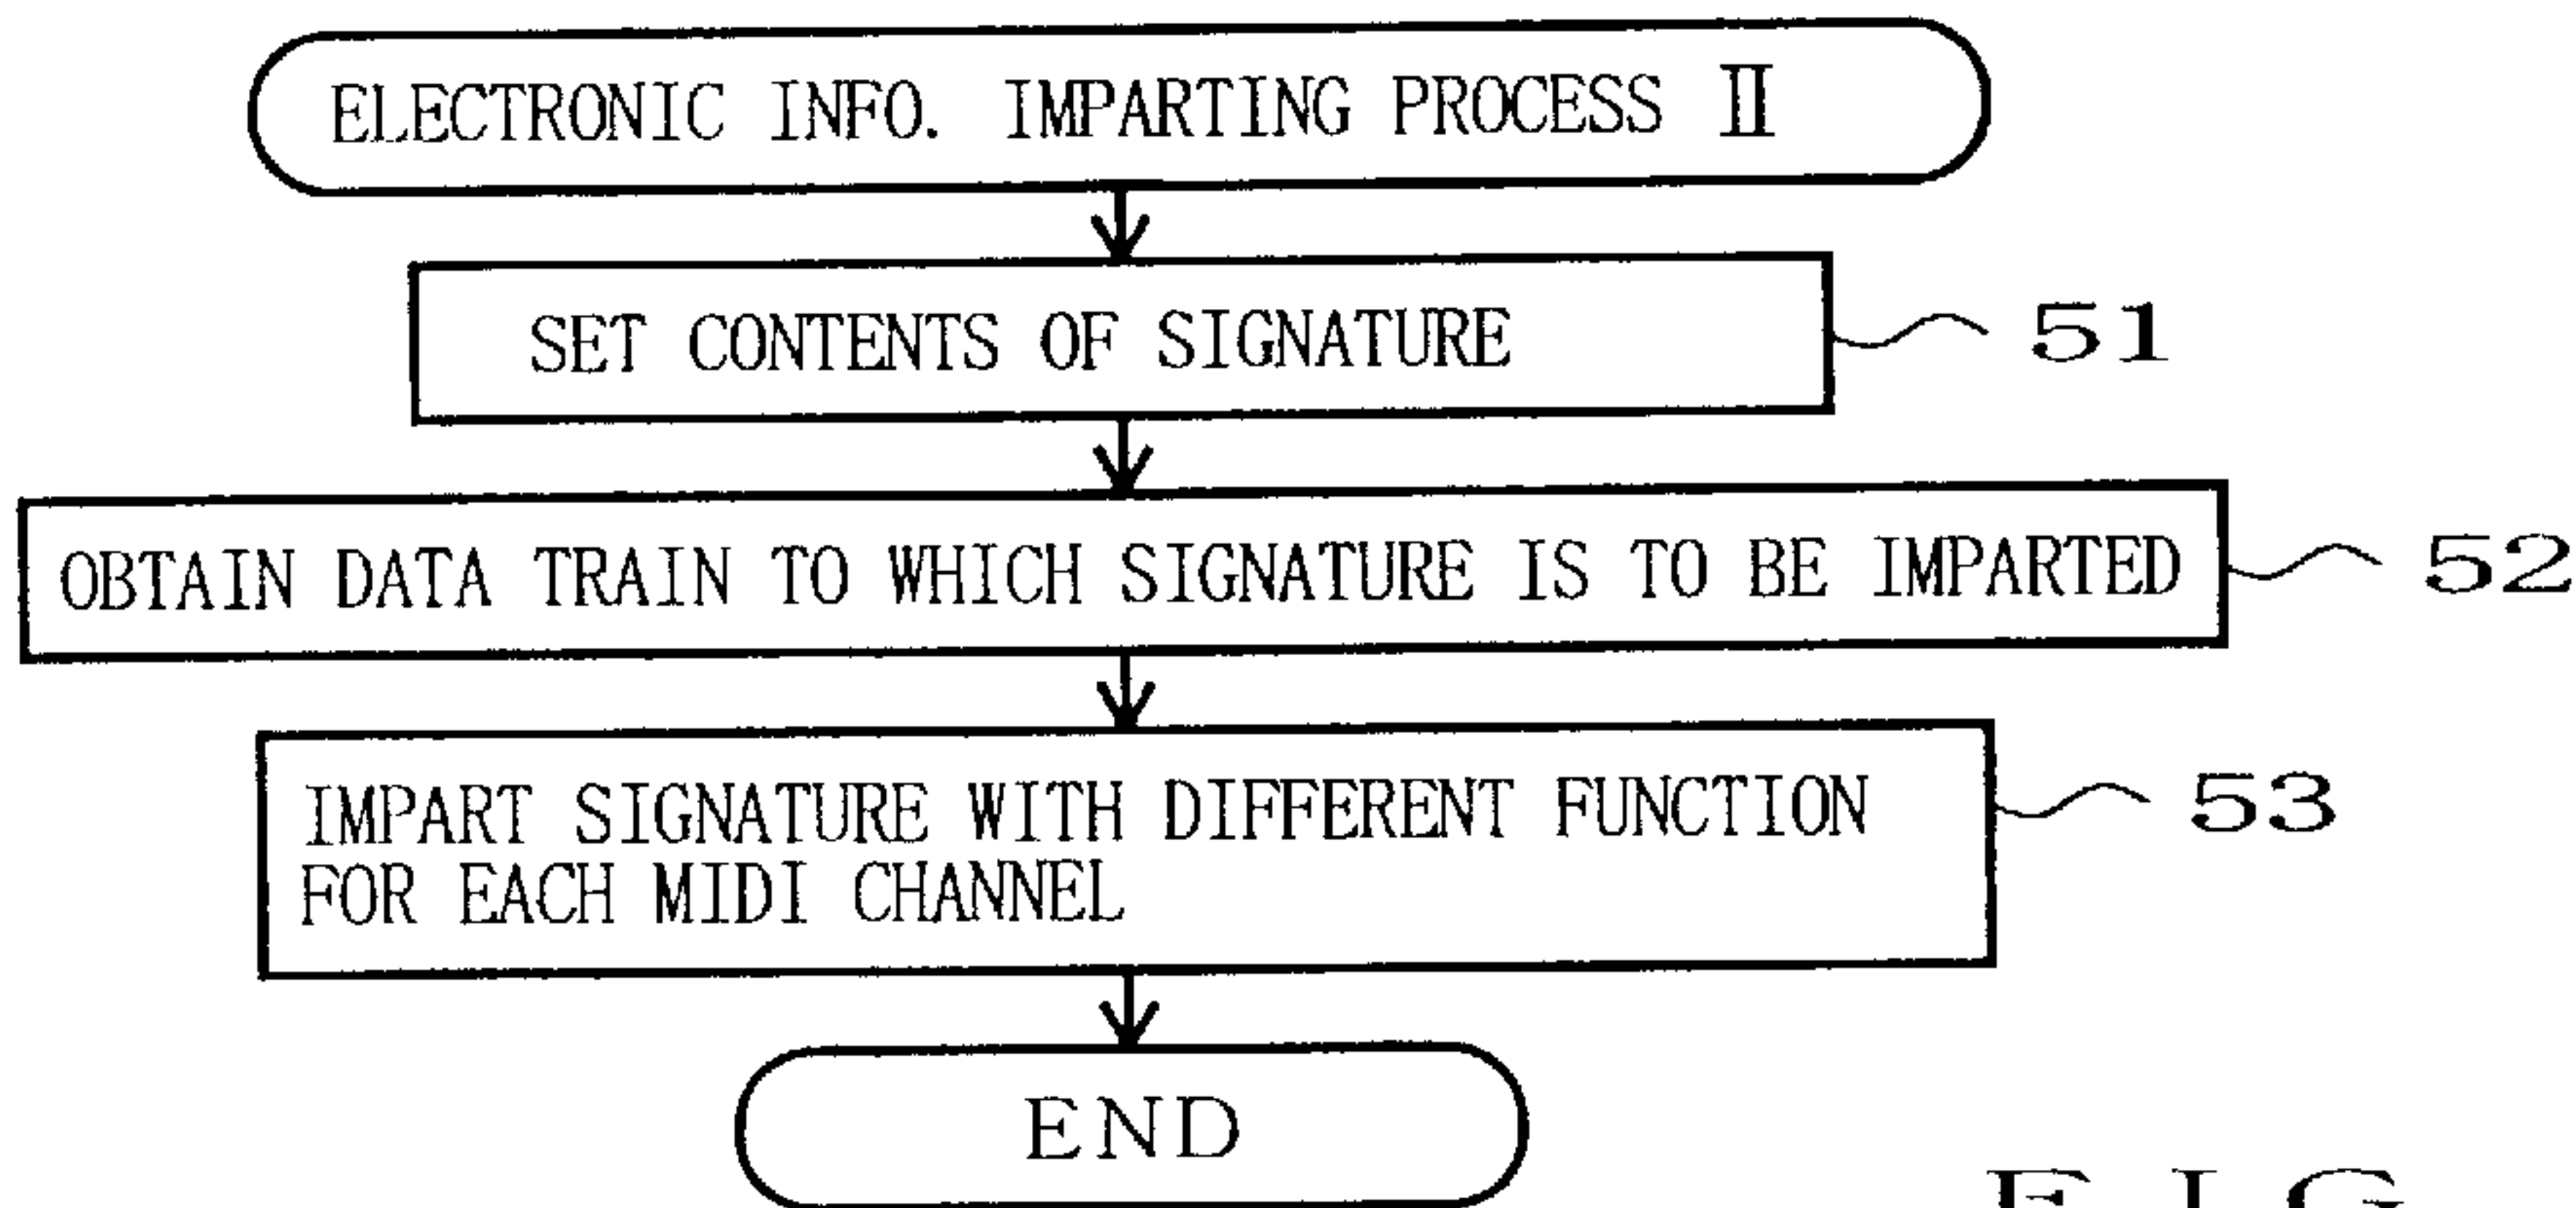 ELECTRONIC INFO. IMPARTING PROCESS II
SET CONTENTS OF SIGNATURE
51
OBTAIN DATA TRAIN TO WHICH SIGNATURE IS TO BE IMPARTED
52
IMPART SIGNATURE WITH DIFFERENT FUNCTION
FOR EACH MIDI CHANNEL
53
END
FIG